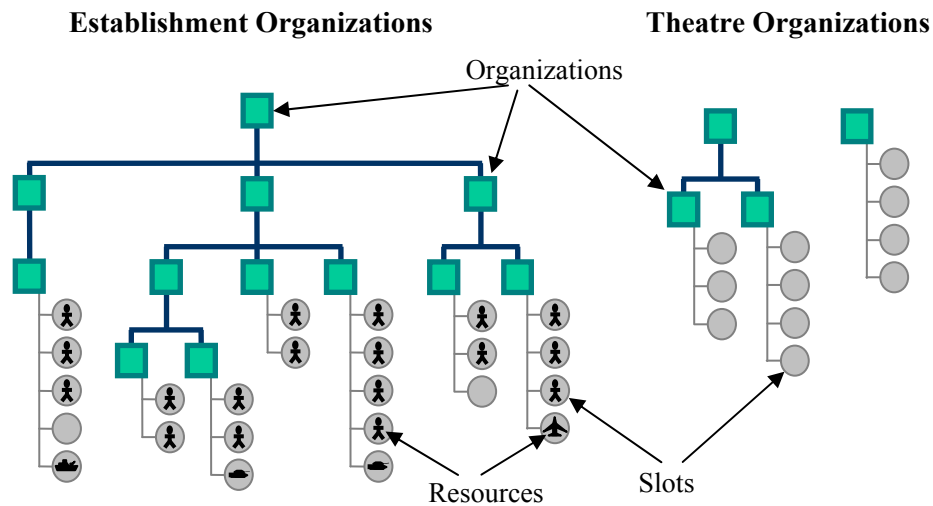 Establishment Organizations
Theatre Organizations
Organizations
Resources
Slots